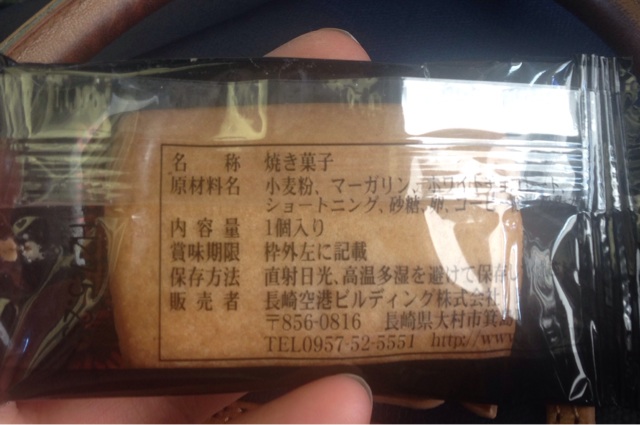 名 称 焼き菓子
原材料名 小麦粉、マーガリン、ホワイトチョコレート、
ショートニング、砂糖、卵、コーヒ
内容量 1個入り
賞味期限 枠外左に記載
保存方法 直射日光、高温多湿を避けて保存し
販売者 長崎空港ビルディング株式会社
〒856-0816 長崎県大村市箕島
TEL0957-52-5551 http://www